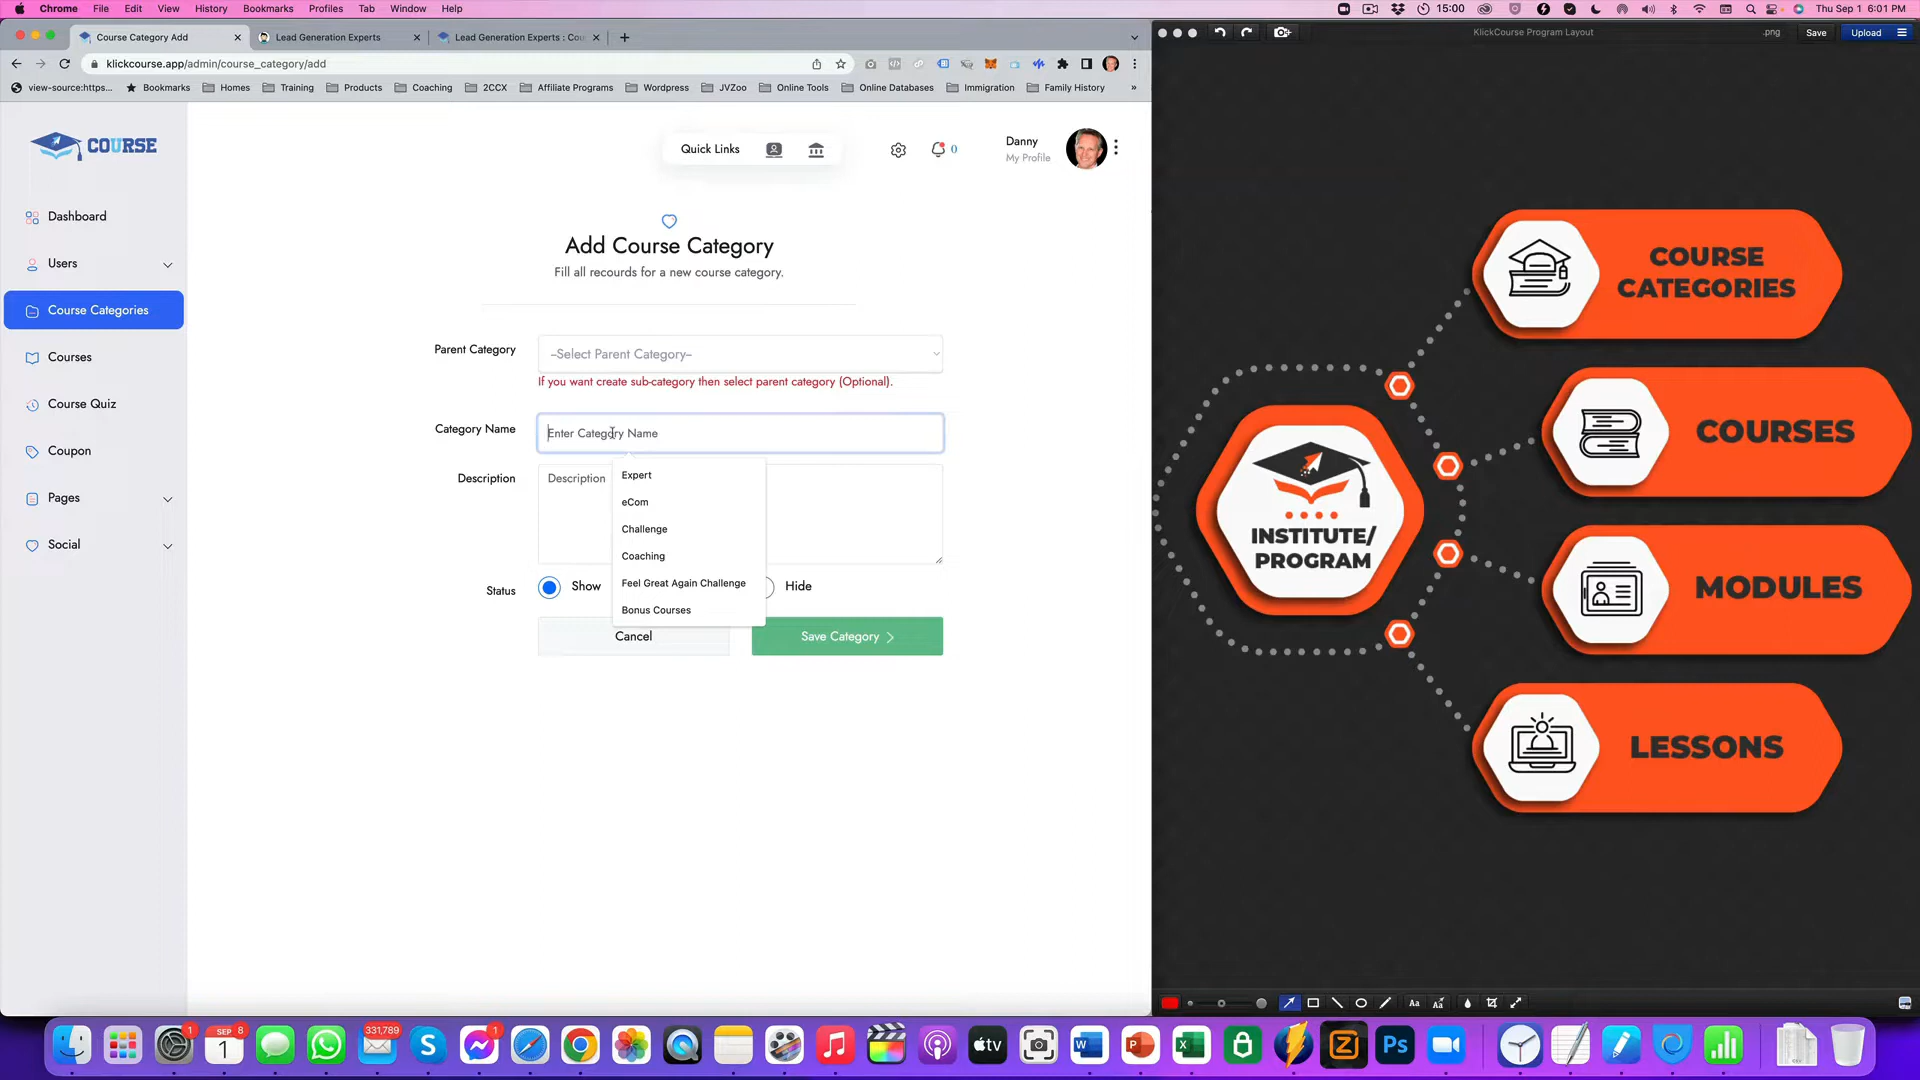 Chrome File Edit View History Bookmarks Profiles Tab Window Help
15:00 Thu Sep 1 6:01 PM
Course Category Add
Lead Generation Experts
Lead Generation Experts : Cou
KlickCourse Program Layout
.png
Save
Upload
klickcourse.app/admin/course_category/add
view-source:https...
Bookmarks
Homes
Training
Products
Coaching
2CCX
Affiliate Programs
Wordpress
JVZoo
Online Tools
Online Databases
Immigration
Family History
»
COURSE
Quick Links
0
Danny
My Profile
Dashboard
Users
Course Categories
Courses
Course Quiz
Coupon
Pages
Social
Add Course Category
Fill all recourds for a new course category.
Parent Category
--Select Parent Category--
If you want create sub-category then select parent category (Optional).
Category Name
Enter Category Name
Description
Description
Expert
eCom
Challenge
Coaching
Feel Great Again Challenge
Bonus Courses
Status
Show
Hide
Cancel
Save Category
COURSE
CATEGORIES
COURSES
INSTITUTE/
PROGRAM
MODULES
LESSONS
Aa
1
SEP
8
1
331,789
1
tv
W
P
X
Z
Ps